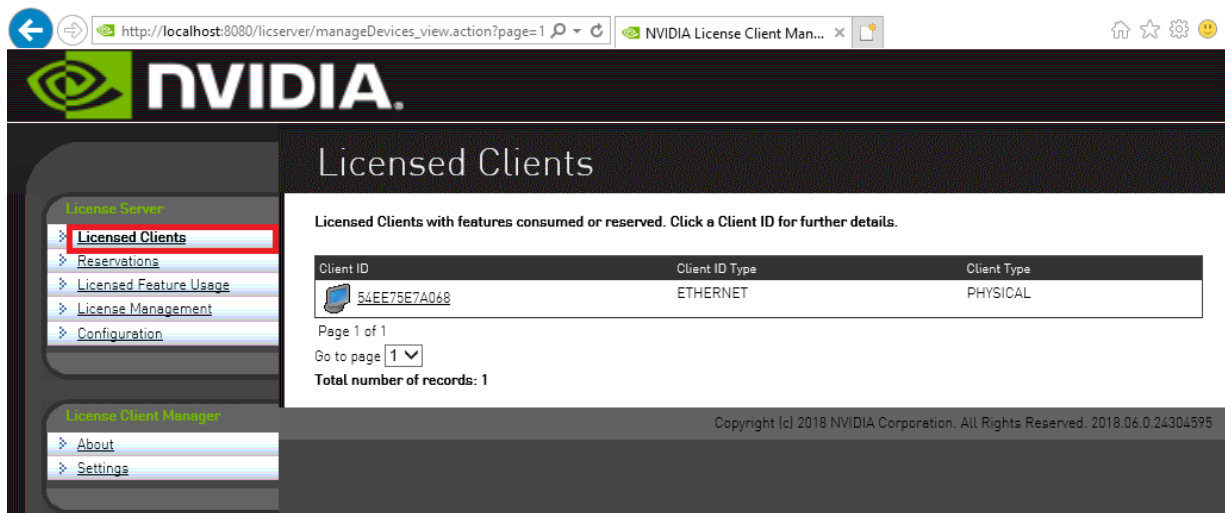 http://localhost:8080/licserver/manageDevices_view.action?page=1
NVIDIA License Client Man...
NVIDIA.
Licensed Clients
License Server
Licensed Clients
Reservations
Licensed Feature Usage
License Management
Configuration
Licensed Clients with features consumed or reserved. Click a Client ID for further details.
Client ID Client ID Type Client Type
54EE75E7A068 ETHERNET PHYSICAL
Page 1 of 1
Go to page 1
Total number of records: 1
License Client Manager
About
Settings
Copyright (c) 2018 NVIDIA Corporation. All Rights Reserved. 2018.06.0.24304595